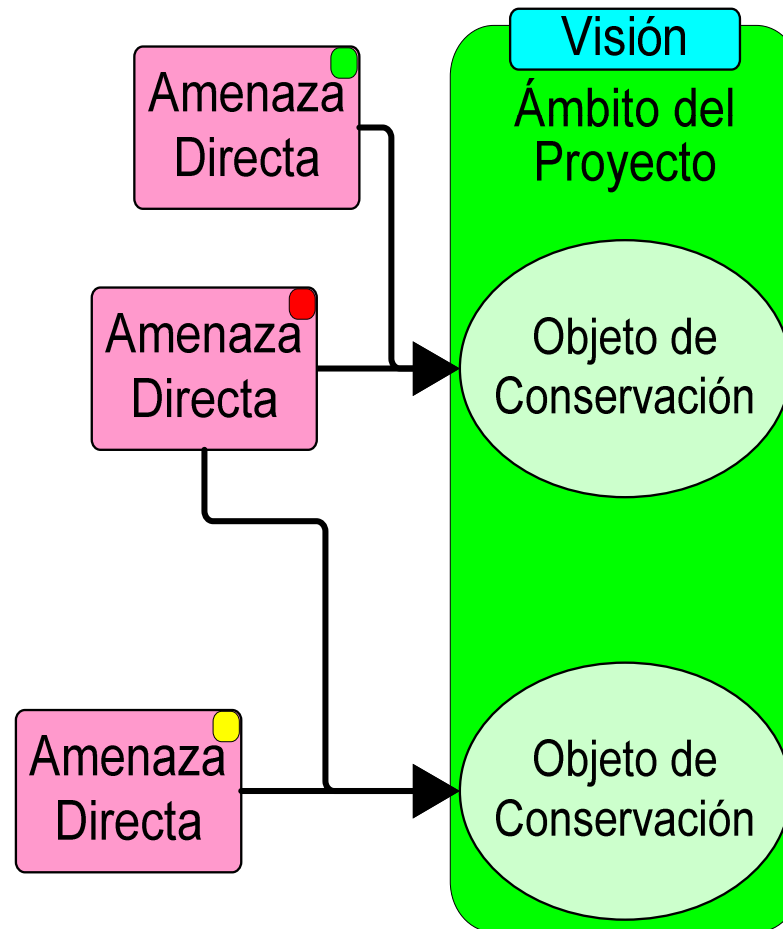 Visión
Ámbito del
Proyecto
Amenaza
Directa
Amenaza
Directa
Objeto de
Conservación
Amenaza
Directa
Objeto de
Conservación